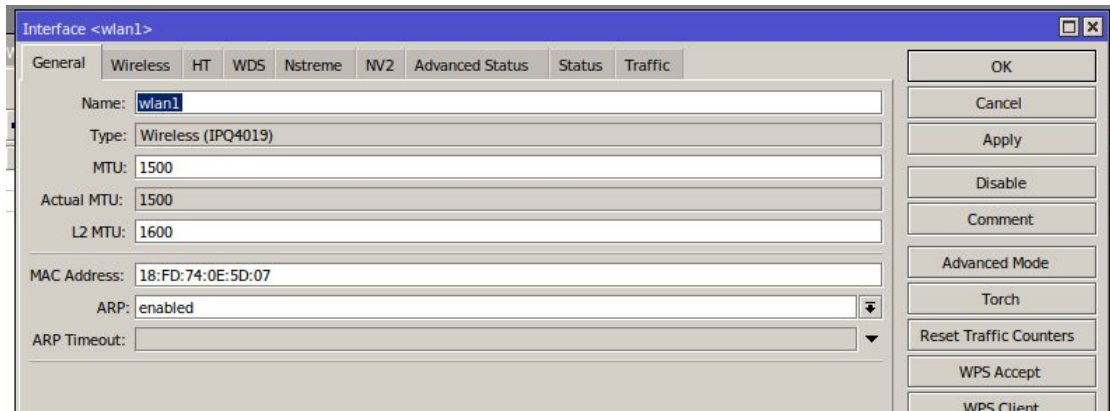 Interface <wlan1>
General Wireless HT WDS Nstreme NV2 Advanced Status Status Traffic
Name: wlan1
Type: Wireless (IPQ4019)
MTU: 1500
Actual MTU: 1500
L2 MTU: 1600
MAC Address: 18:FD:74:0E:5D:07
ARP: enabled
ARP Timeout:
OK
Cancel
Apply
Disable
Comment
Advanced Mode
Torch
Reset Traffic Counters
WPS Accept
WPS Client